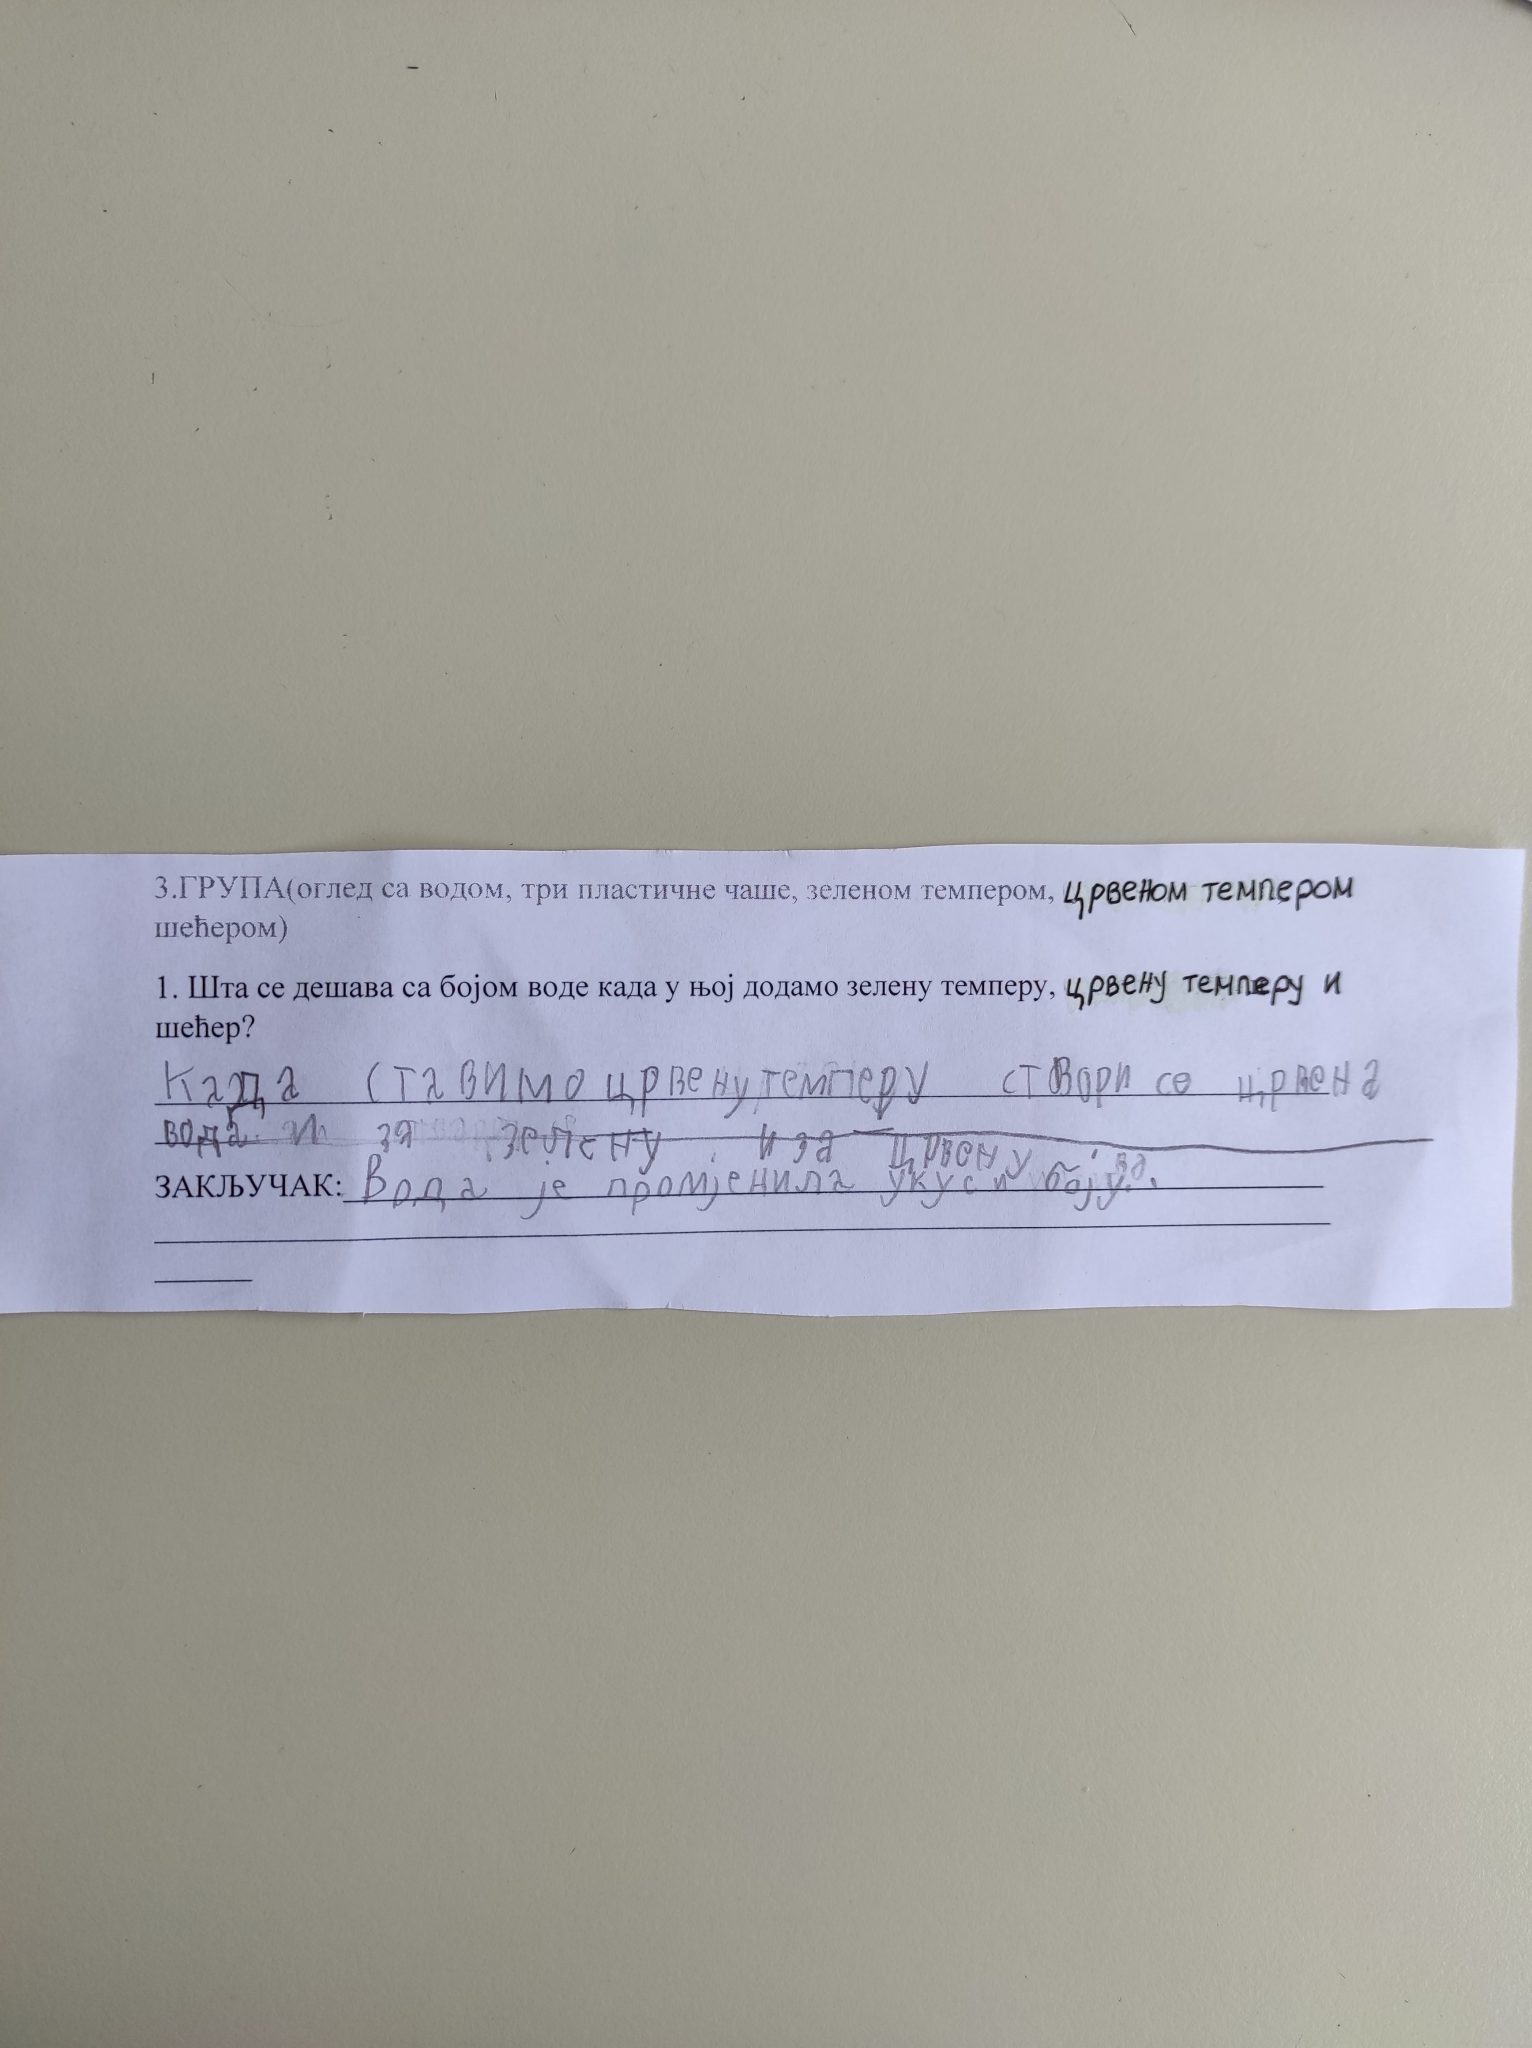 3.ГРУПА(оглед са водом, три пластичне чаше, зеленом темпером, црвеном темпером
шећером)
1. Шта се дешава са бојом воде када у њој додамо зелену темперу, црвену темперу и
шећер?
Када ставимо црвену темперу створи се црвена
вода и за зелену и за црвену
ЗАКЉУЧАК: Вода је промјенила укус и боју.